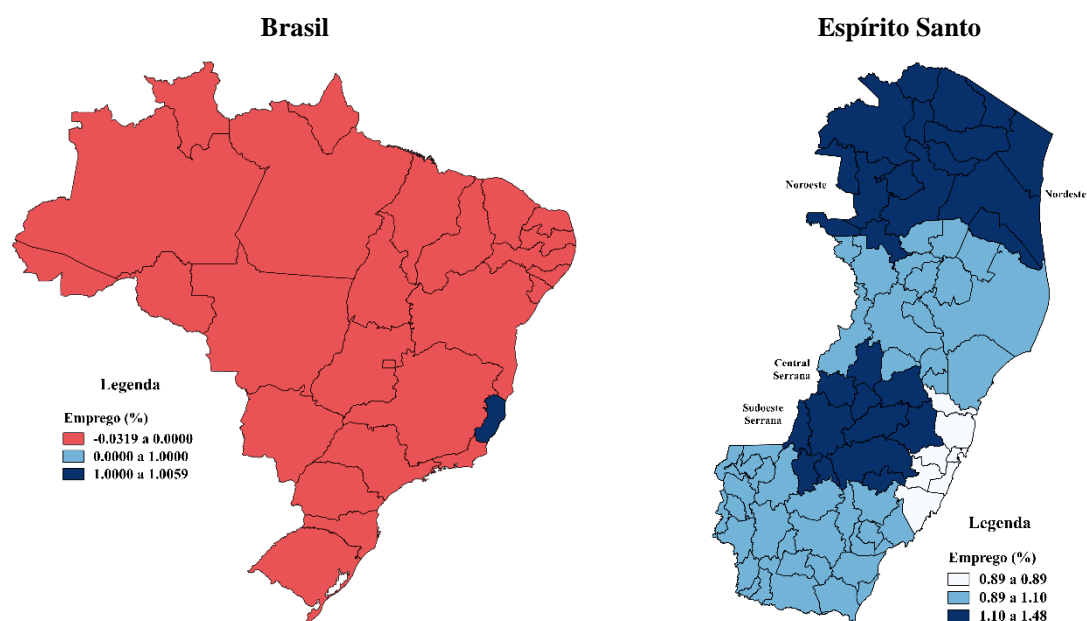 Brasil
Legenda
Emprego (%)
-0.0319 a 0.0000
0.0000 a 1.0000
1.0000 a 1.0059
Espírito Santo
Noroeste
Nordeste
Central
Serrana
Sudoeste
Serrana
Legenda
Emprego (%)
0.89 a 0.89
0.89 a 1.10
1.10 a 1.48